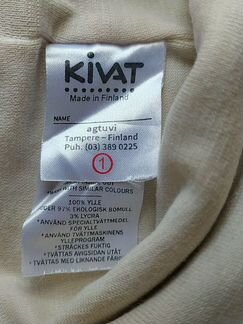 KiVAT
Made in Finland
NAME
agtuvi
Tampere – Finland
Puh. (03) 389 0225
1
WITH SIMILAR COLOURS
100% YLLE
97% EKOLOGISK BOMULL
3% LYCRA
*ANVÄND SPECIALTVÄTTMEDEL
FÖR YLLE
*ANVÄND TVÄTTMASKINENS
YLLEPROGRAM
*STRÄCKES FUKTIG
*TVÄTTAS AVIGSIDAN UTÅT
*TVÄTTAS MED LIKNANDE FÄRG